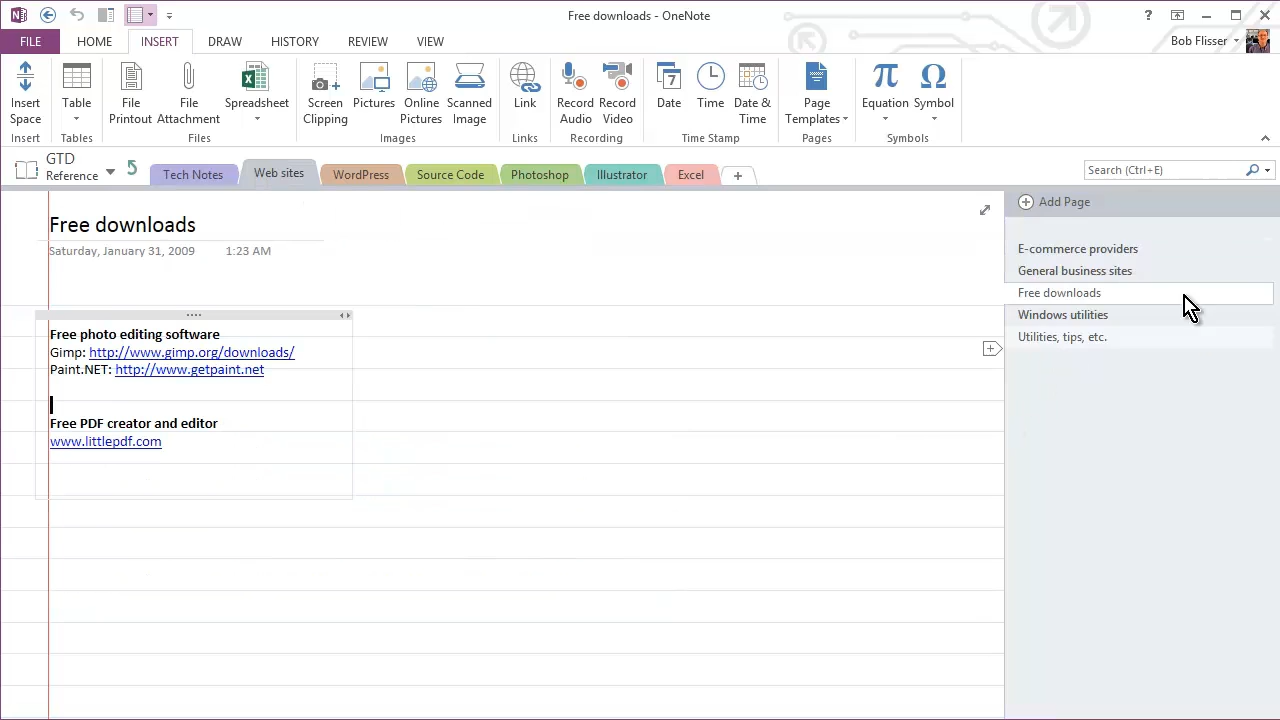 Free downloads - OneNote
?
Bob Flisser
FILE HOME INSERT DRAW HISTORY REVIEW VIEW
Insert Space
Table
File Printout
File Attachment
Spreadsheet
Screen Clipping
Pictures
Online Pictures
Scanned Image
Link
Record Audio
Record Video
Date
Time
Date & Time
Page Templates
Equation
Symbol
Insert Tables Files Images Links Recording Time Stamp Pages Symbols
GTD
Reference
Tech Notes Web sites WordPress Source Code Photoshop Illustrator Excel +
Search (Ctrl+E)
Free downloads
Saturday, January 31, 2009 1:23 AM
Free photo editing software
Gimp: http://www.gimp.org/downloads/
Paint.NET: http://www.getpaint.net
Free PDF creator and editor
www.littlepdf.com
Add Page
E-commerce providers
General business sites
Free downloads
Windows utilities
Utilities, tips, etc.